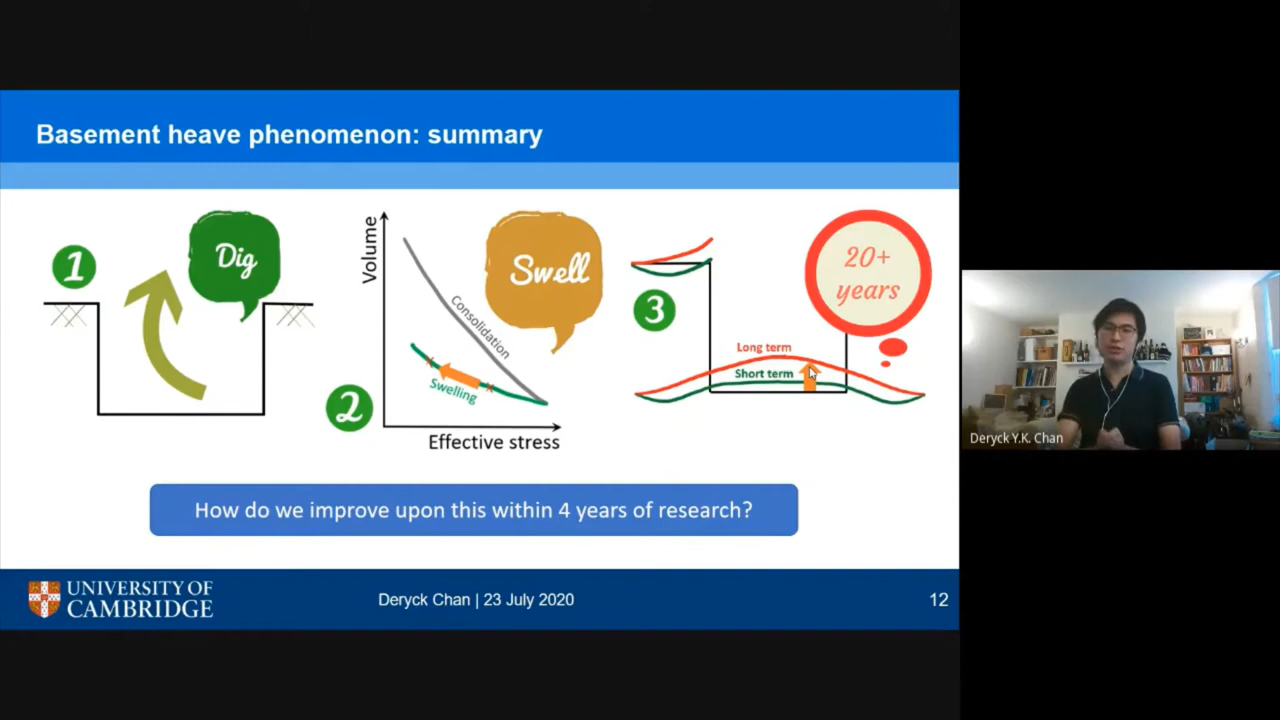 Basement heave phenomenon: summary
1
Dig
Volume
Consolidation
Swelling
Swell
2
Effective stress
3
20+
years
Long term
Short term
How do we improve upon this within 4 years of research?
UNIVERSITY OF
CAMBRIDGE
Deryck Chan | 23 July 2020
12
Deryck Y.K. Chan